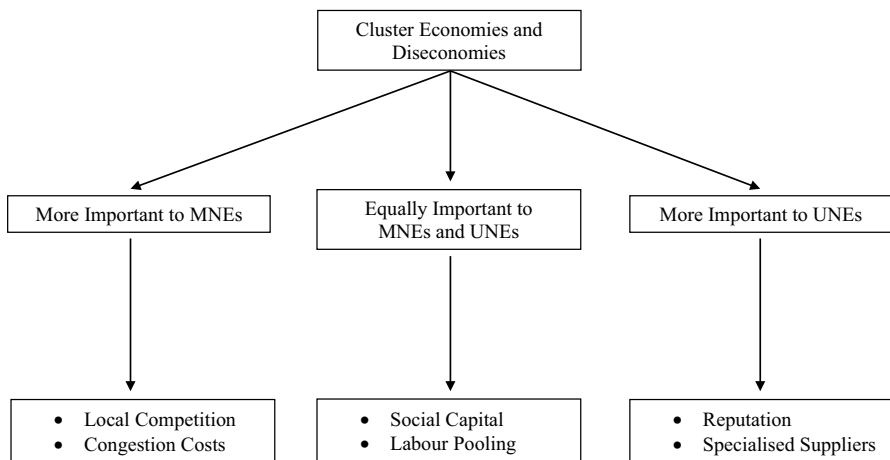 Cluster Economies and
Diseconomies
More Important to MNEs
Equally Important to
MNEs and UNEs
More Important to UNEs
• Local Competition
• Congestion Costs
• Social Capital
• Labour Pooling
• Reputation
• Specialised Suppliers